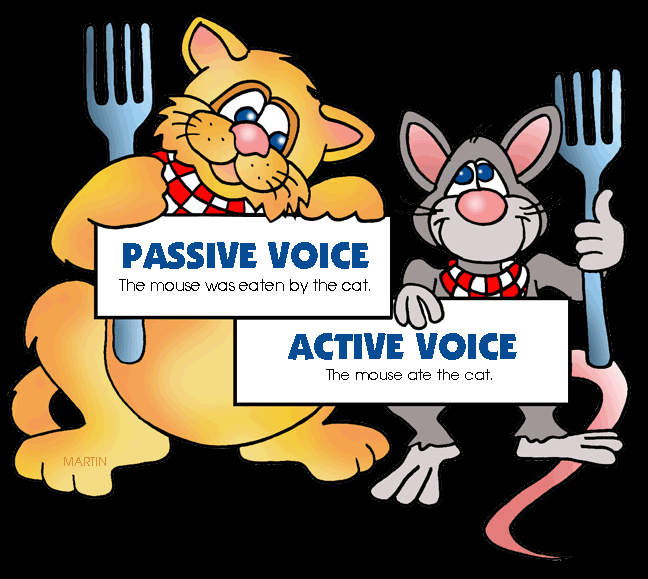 PASSIVE VOICE
The mouse was eaten by the cat.
ACTIVE VOICE
The mouse ate the cat.
MARTIN